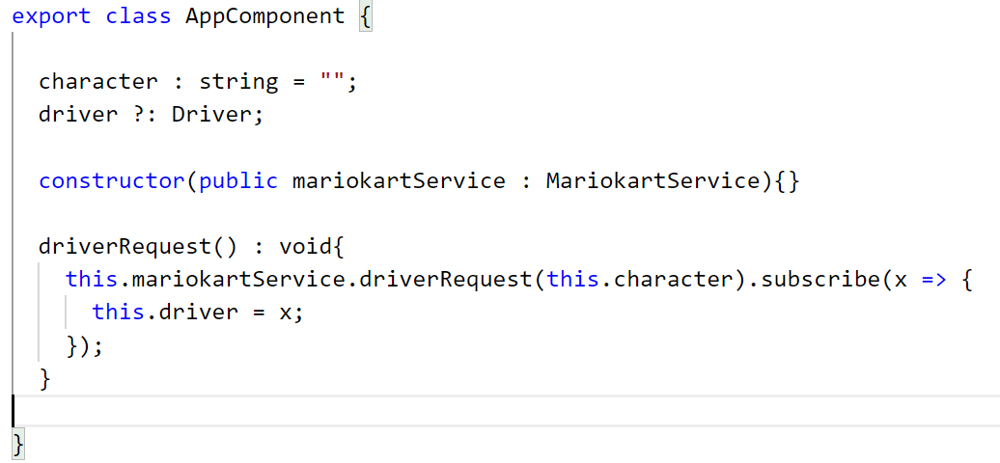 export class AppComponent {
character : string = "";
driver ?: Driver;
constructor(public mariokartService : MariokartService){}
driverRequest() : void{
this.mariokartService.driverRequest(this.character).subscribe(x => {
this.driver = x;
});
}
}